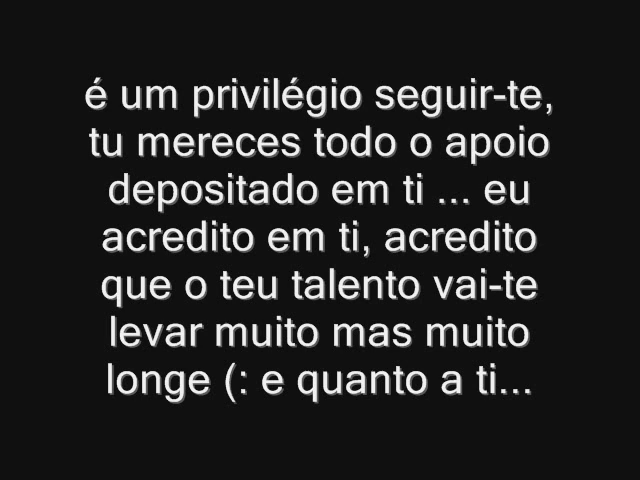 é um privilégio seguir-te,
tu mereces todo o apoio
depositado em ti ... eu
acredito em ti, acredito
que o teu talento vai-te
levar muito mas muito
longe (: e quanto a ti...